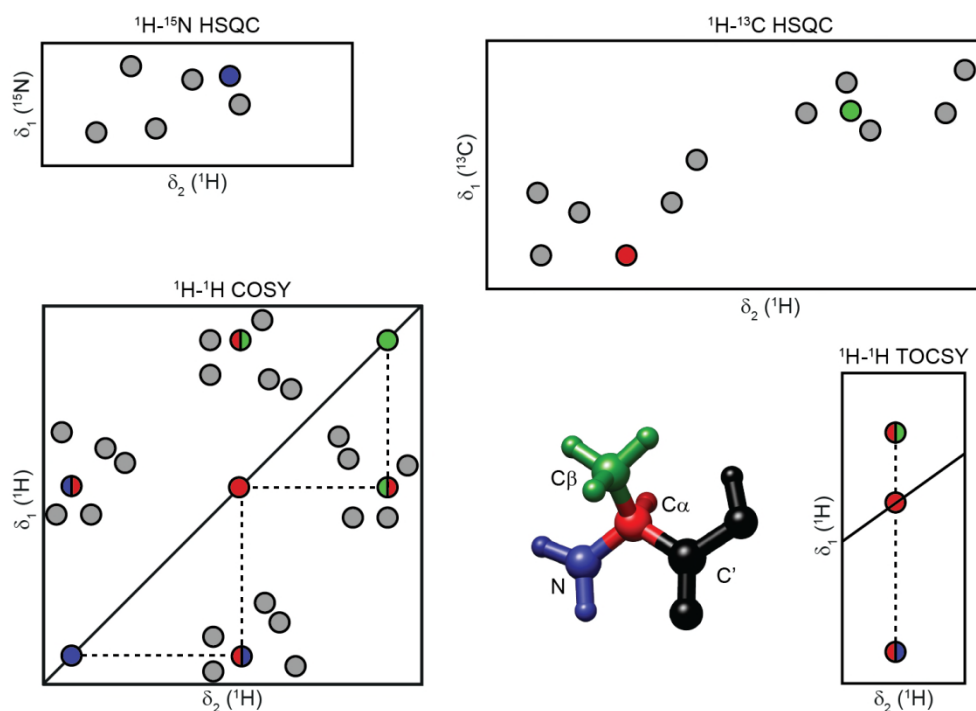 ¹H-¹⁵N HSQC
δ₁ (¹⁵N)
δ₂ (¹H)
¹H-¹³C HSQC
δ₁ (¹³C)
δ₂ (¹H)
¹H-¹H COSY
δ₁ (¹H)
δ₂ (¹H)
Cβ
Cα
N
C'
¹H-¹H TOCSY
δ₁ (¹H)
δ₂ (¹H)